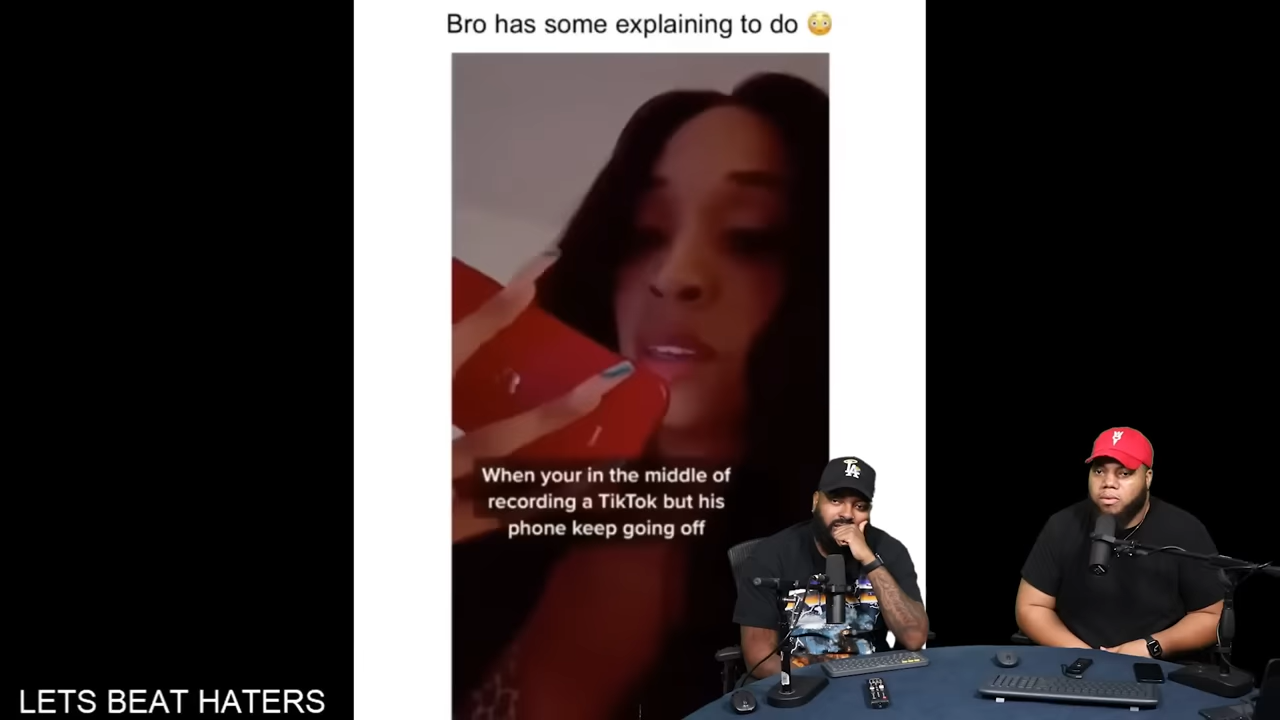 Bro has some explaining to do 😳
When your in the middle of
recording a TikTok but his
phone keep going off
LA
LETS BEAT HATERS